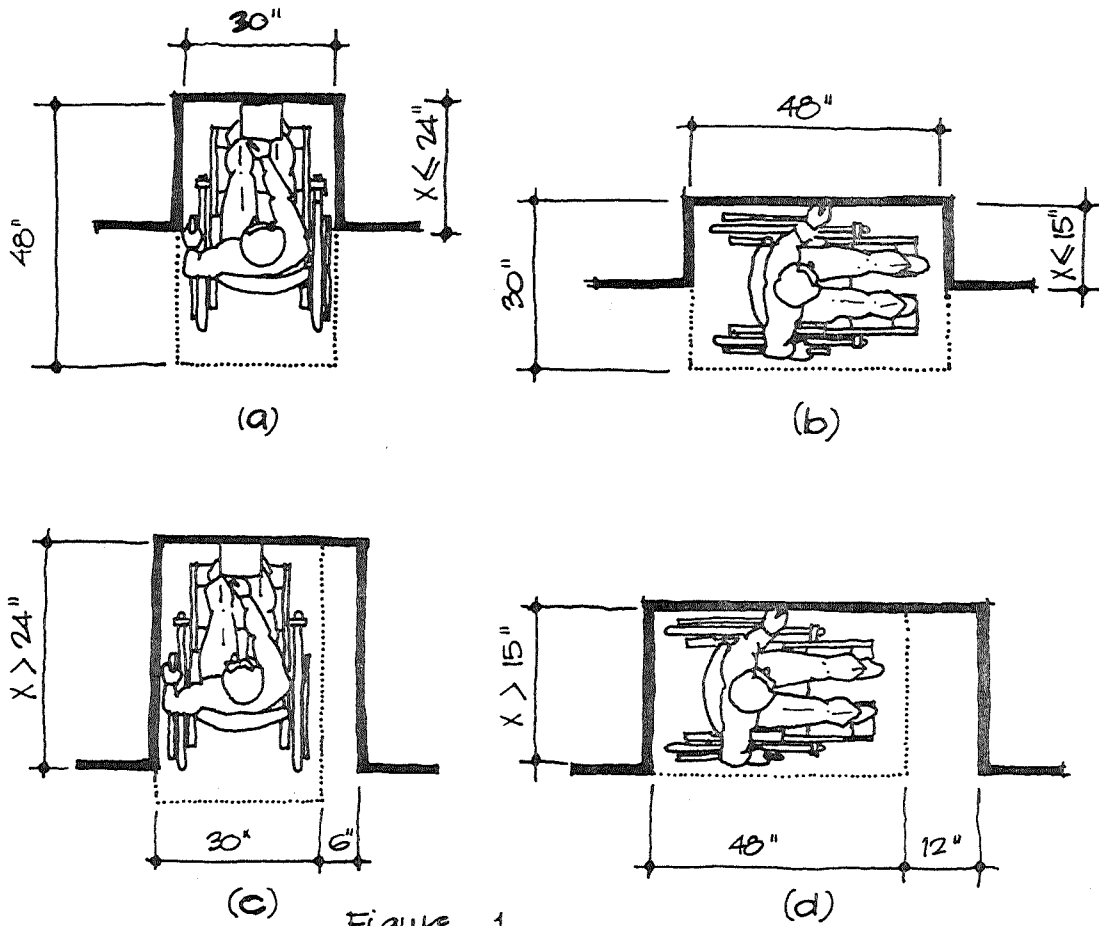 30"
48"
X ≤ 24"
(a)
48"
30"
X ≤ 15"
(b)
X > 24"
30"
6"
(c)
X > 15"
48"
12"
(d)
Figure 1